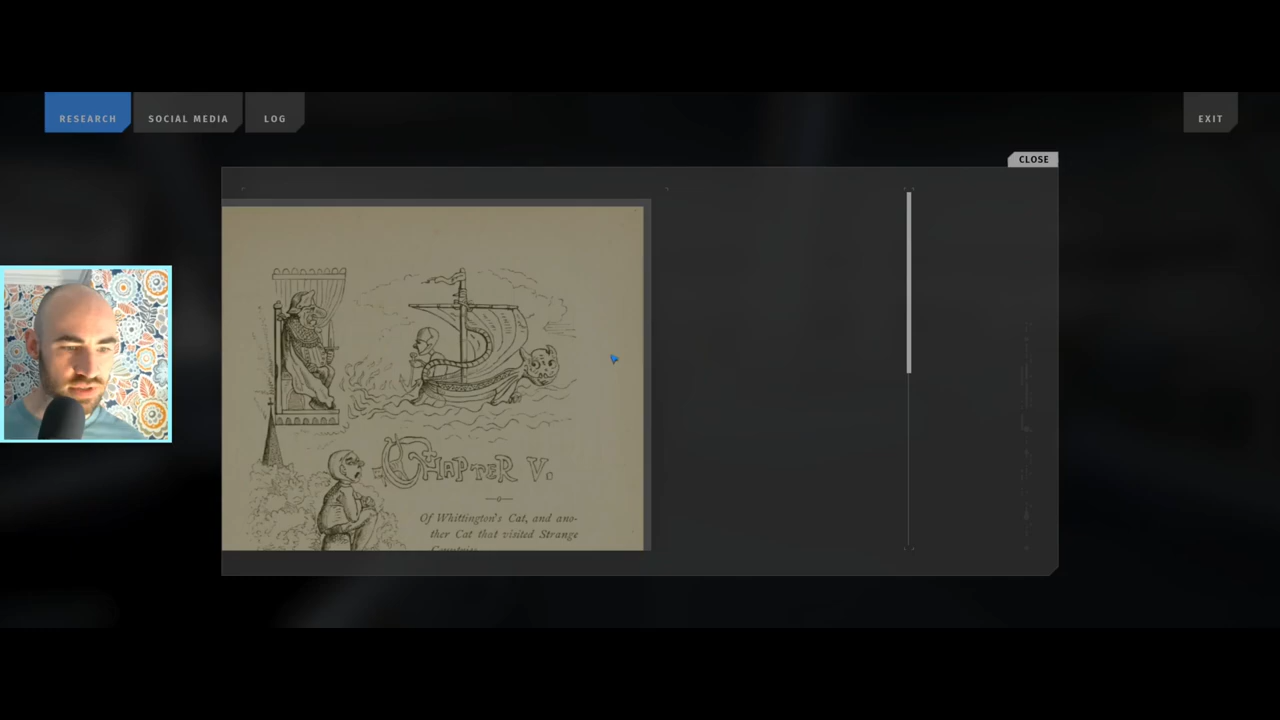 RESEARCH
SOCIAL MEDIA
LOG
EXIT
CLOSE
CHAPTER V.
Of Whittington's Cat, and ano-
ther Cat that visited Strange